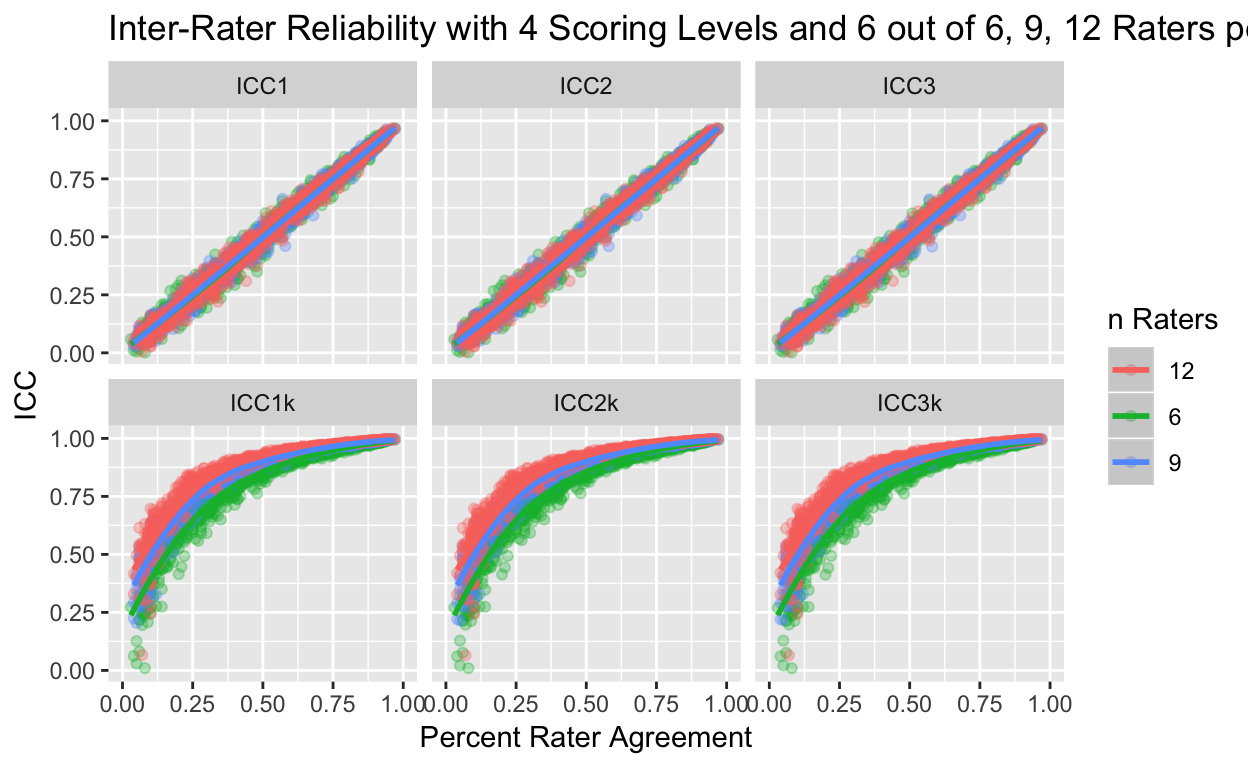 Inter-Rater Reliability with 4 Scoring Levels and 6 out of 6, 9, 12 Raters
ICC1 ICC2 ICC3
1.00
0.75
0.50
0.25
0.00
ICC
ICC1k ICC2k ICC3k
1.00
0.75
0.50
0.25
0.00
0.00 0.25 0.50 0.75 1.00 0.00 0.25 0.50 0.75 1.00 0.00 0.25 0.50 0.75 1.00
Percent Rater Agreement
n Raters
12
6
9